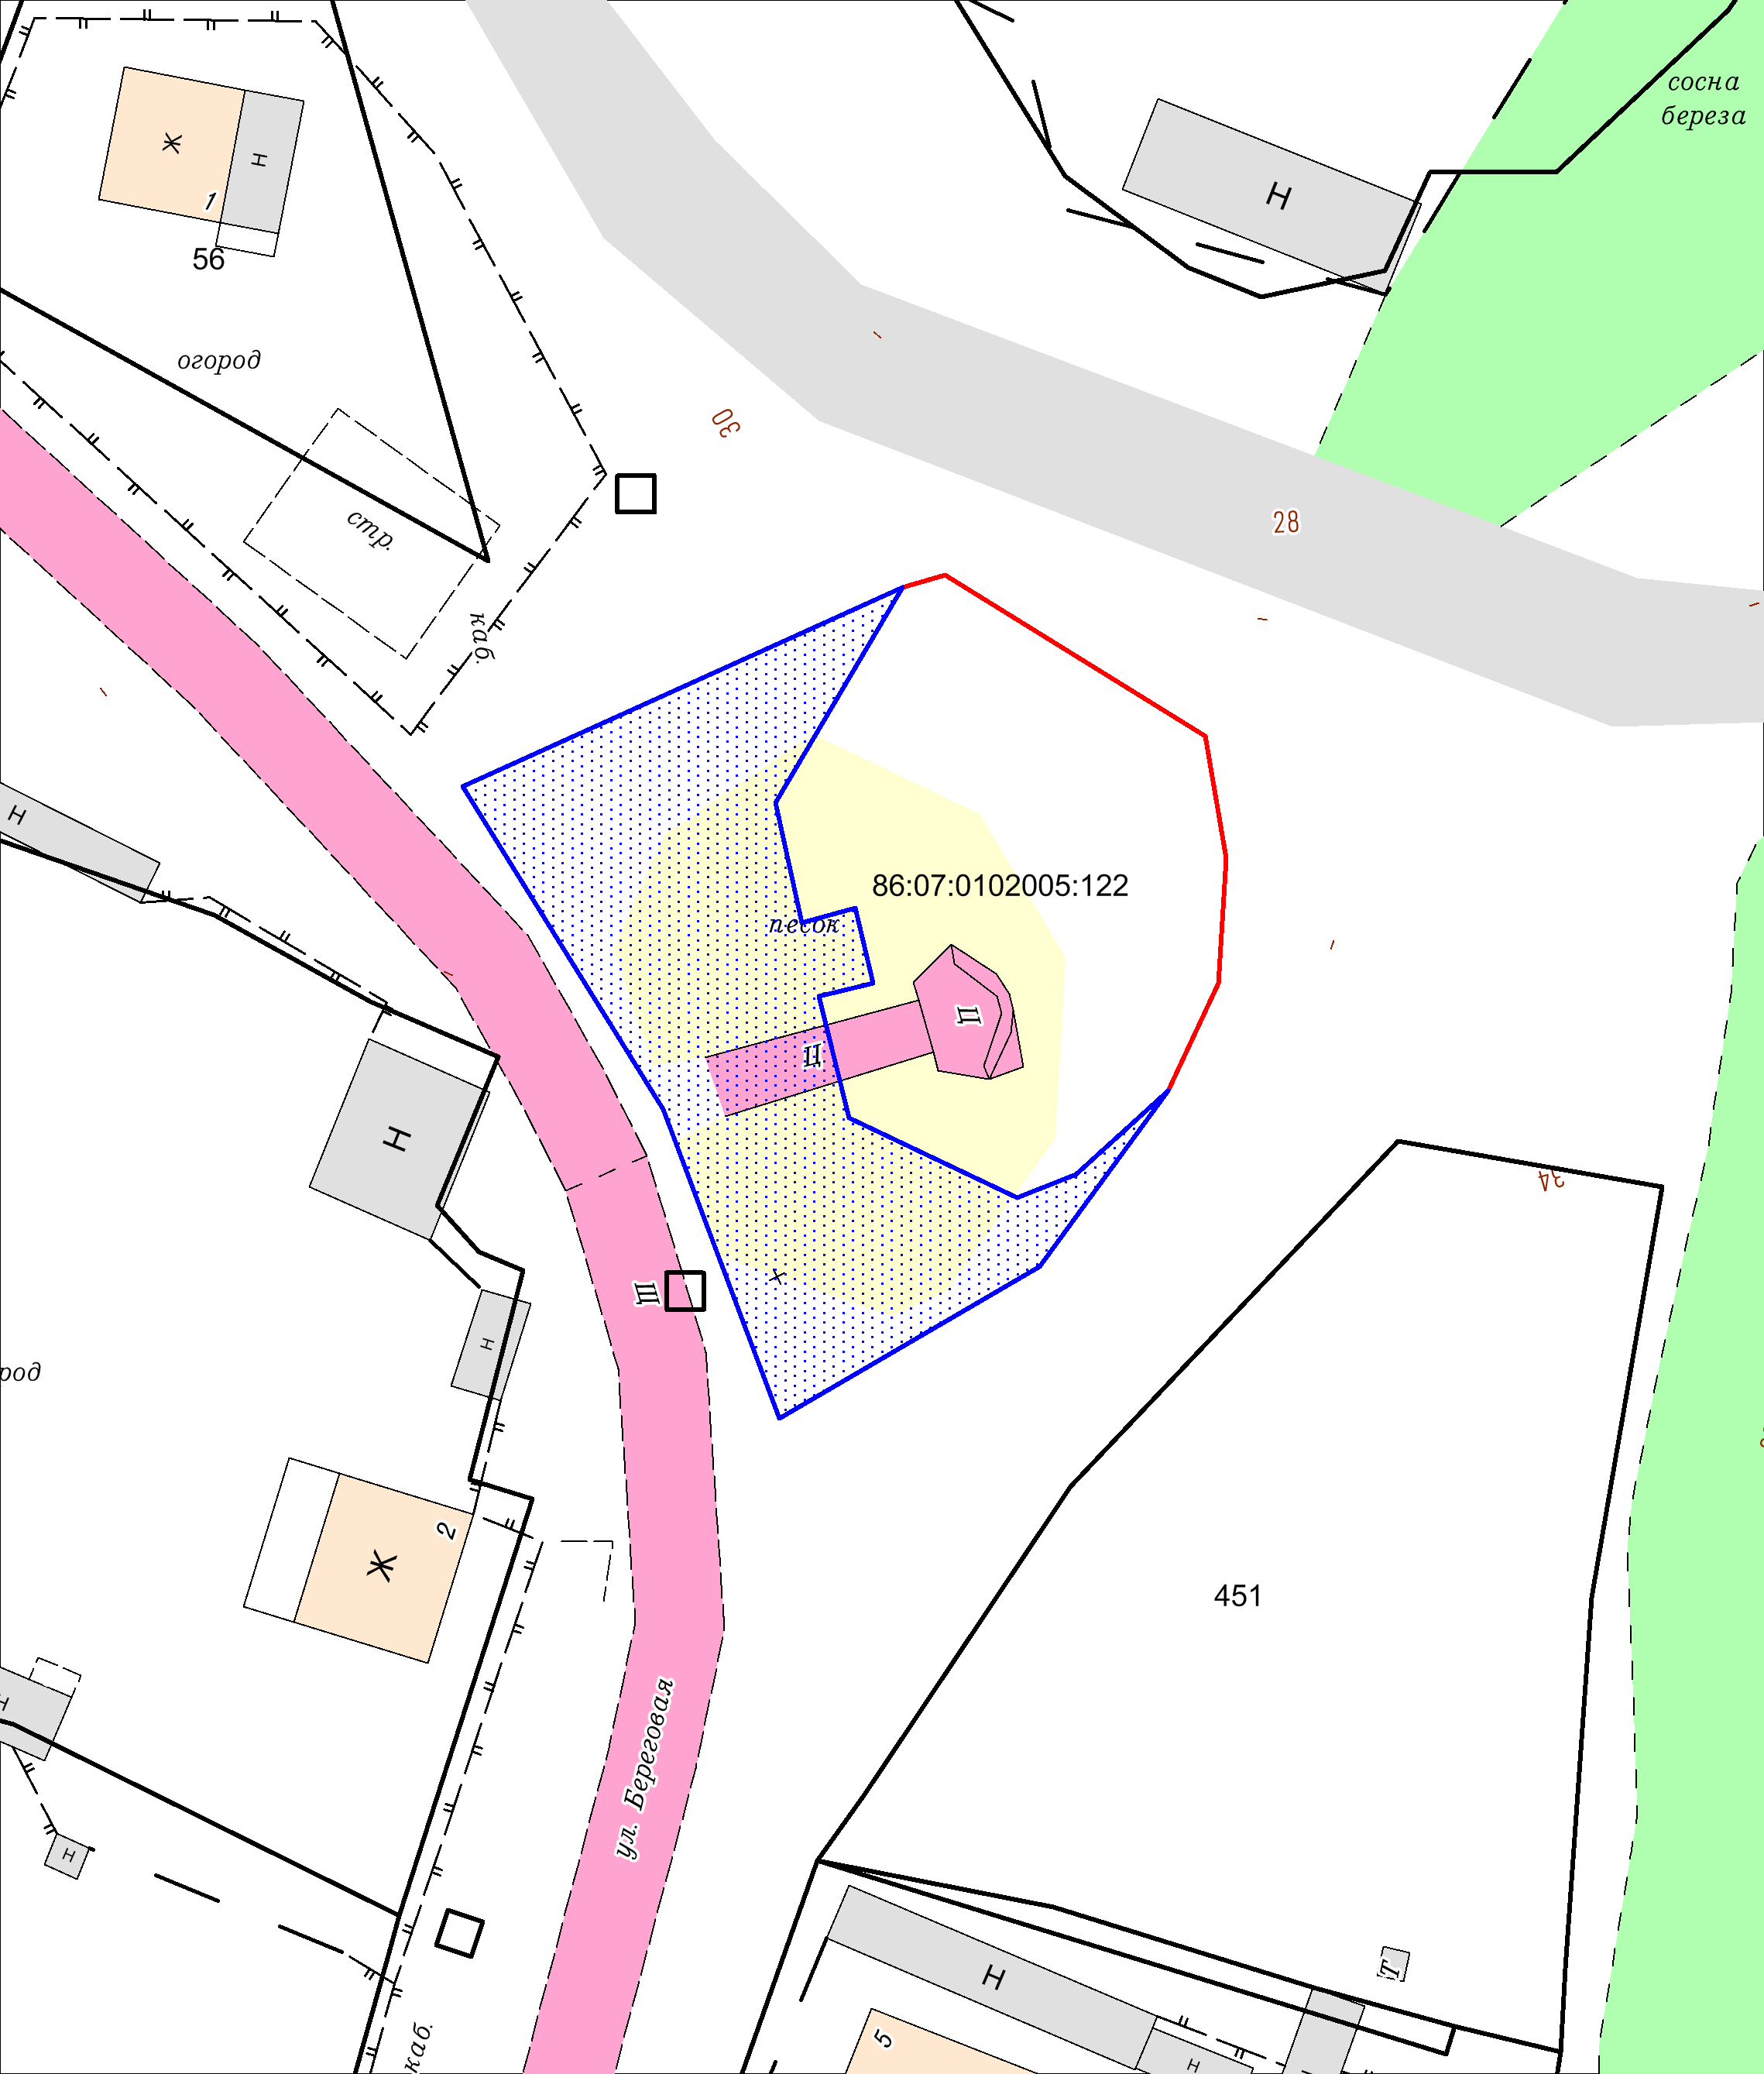 сосна
береза
Ж
Н
1
56
Н
огород
30
стр.
28
каб.
Н
86:07:0102005:122
песок
Ц
Ц
Н
34
Щ
Н
род
2
Ж
451
Н
ул. Береговая
Н
Т
Н
5
каб.
Н